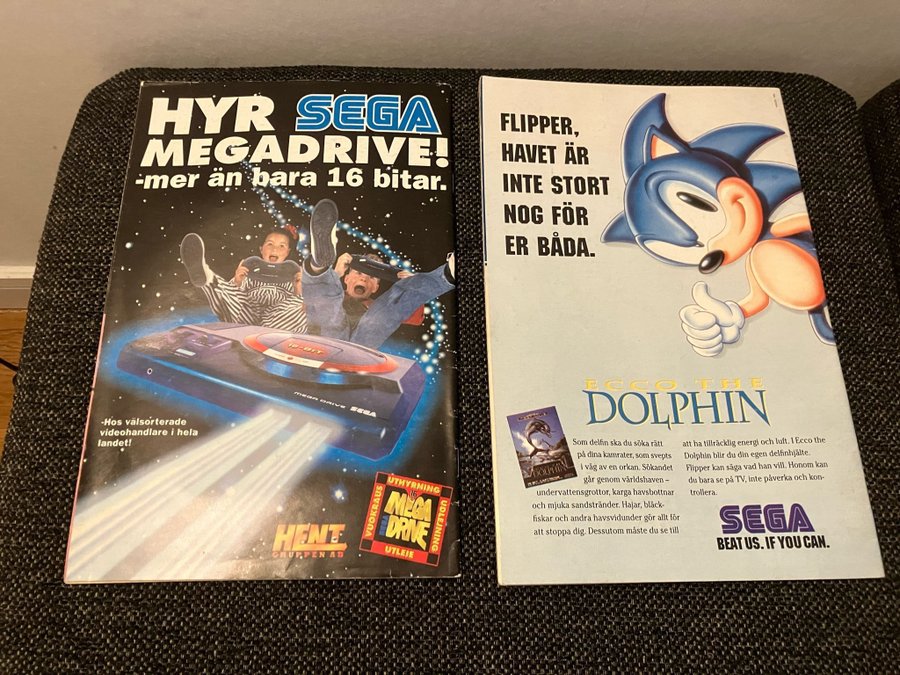 HYR SEGA
MEGADRIVE!
-mer än bara 16 bitar.
16-BIT
MEGA DRIVE SEGA
-Hos välsorterade
videohandlare i hela
landet!
HENT
GRUPPEN AB
UTHYRNING
VUOKRAUS
MEGA
DRIVE
UDLEJNING
UTLEIE
FLIPPER,
HAVET ÄR
INTE STORT
NOG FÖR
ER BÅDA.
ECCO THE
DOLPHIN
Som delfin ska du söka rätt
på dina kamrater, som svepts
i väg av en orkan. Sökandet
går genom världshaven –
undervattensgrottor, karga havsbottnar
och mjuka sandstränder. Hajar, bläck-
fiskar och andra havsvidunder gör allt för
att stoppa dig. Dessutom måste du se till
att ha tillräcklig energi och luft. I Ecco the
Dolphin blir du din egen delfinhjälte.
Flipper kan säga vad han vill. Honom kan
du bara se på TV, inte påverka och kon-
trollera.
DOLPHIN
SEGA
BEAT US. IF YOU CAN.